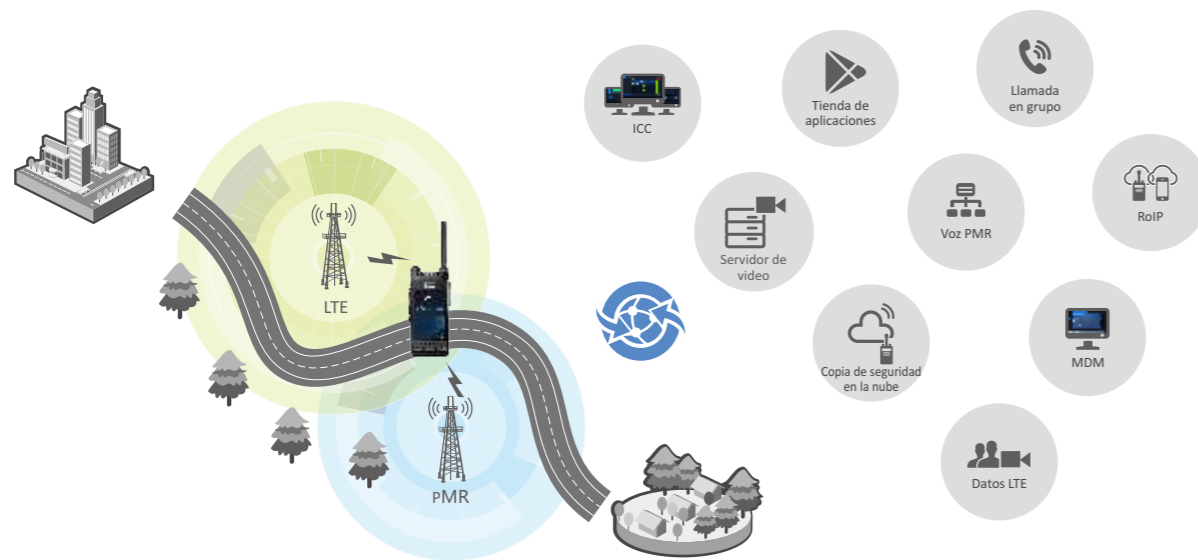 LTE
PMR
ICC
Tienda de
aplicaciones
Llamada
en grupo
Servidor de
video
Voz PMR
RoIP
Copia de seguridad
en la nube
MDM
Datos LTE